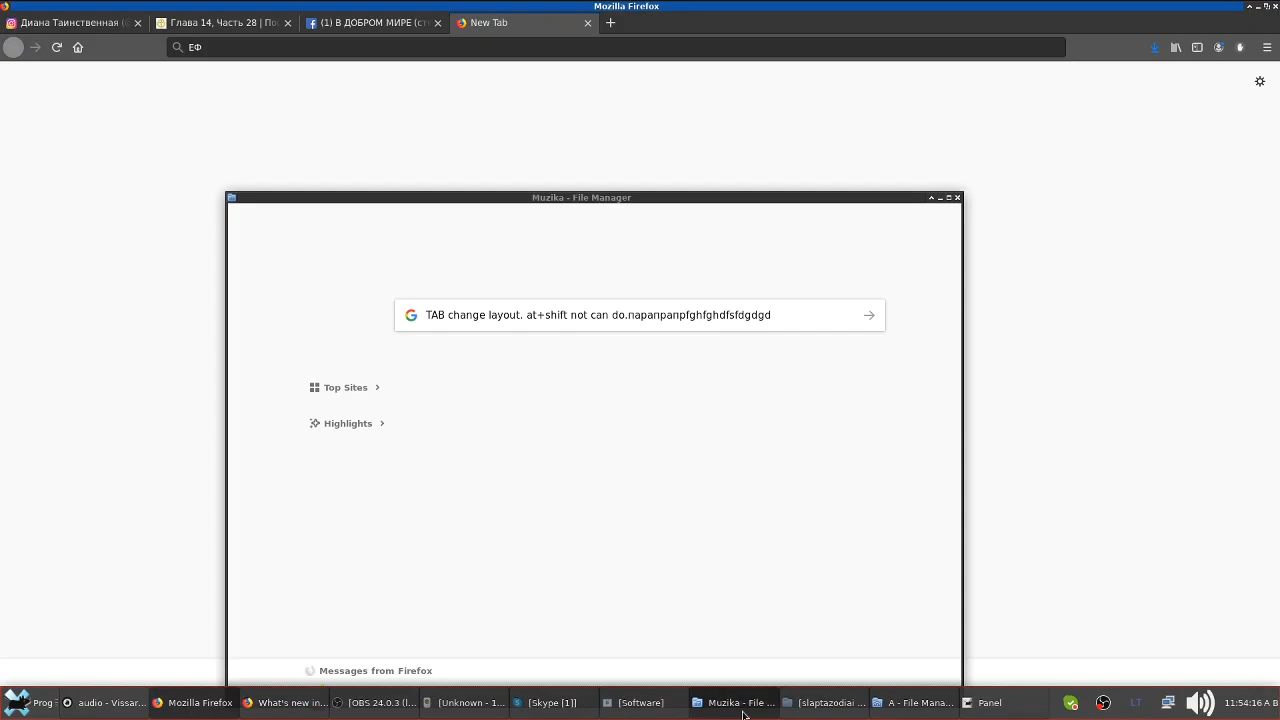 Mozilla Firefox
Диана Таинственная (@
Глава 14, Часть 28 | Пос
(1) В ДОБРОМ МИРЕ (ст
New Tab
ЕФ
Muzika - File Manager
TAB change layout. at+shift not can do.парапрапрfghfghdfsfdgdgd
Top Sites
Highlights
Messages from Firefox
Prog
audio - Vissar...
Mozilla Firefox
What's new in...
[OBS 24.0.3 (l...
[Unknown - 1...
[Skype [1]]
[Software]
Muzika - File ...
[slaptazodiai ...
A - File Mana...
Panel
LT
11:54:16 A B